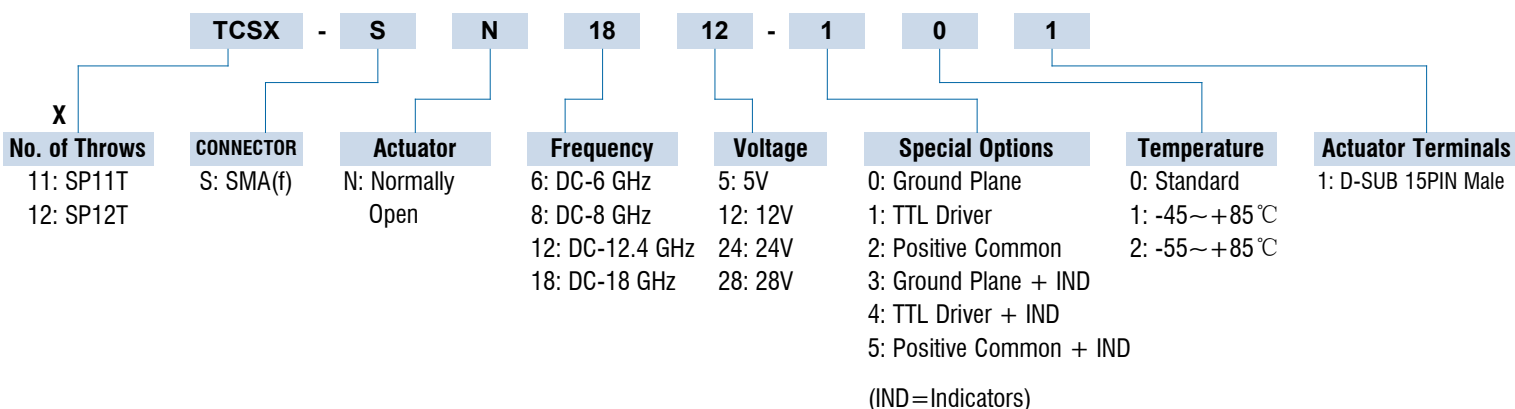 TCSX - S N 18 12 - 1 0 1
X
No. of Throws CONNECTOR Actuator Frequency Voltage Special Options Temperature Actuator Terminals
11: SP11T S: SMA(f) N: Normally 6: DC-6 GHz 5: 5V 0: Ground Plane 0: Standard 1: D-SUB 15PIN Male
12: SP12T Open 8: DC-8 GHz 12: 12V 1: TTL Driver 1: -45~+85℃
12: DC-12.4 GHz 24: 24V 2: Positive Common 2: -55~+85℃
18: DC-18 GHz 28: 28V 3: Ground Plane + IND
4: TTL Driver + IND
5: Positive Common + IND
(IND=Indicators)